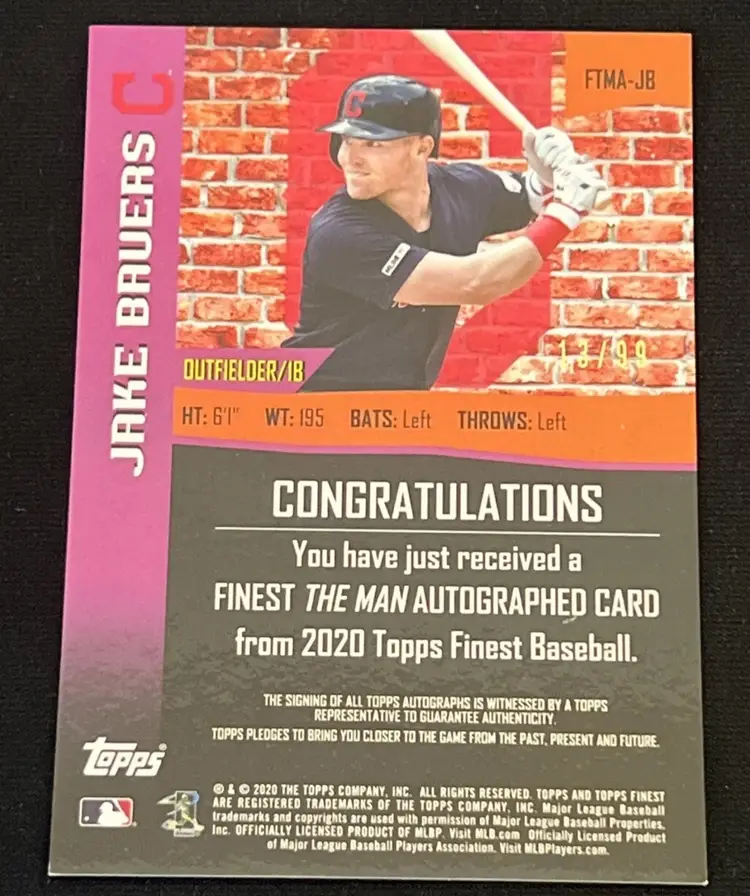 FTMA-JB
C
JAKE BAUERS
13/99
OUTFIELDER/1B
HT: 6'1" WT: 195 BATS: Left THROWS: Left
CONGRATULATIONS
You have just received a
FINEST THE MAN AUTOGRAPHED CARD
from 2020 Topps Finest Baseball.
THE SIGNING OF ALL TOPPS AUTOGRAPHS IS WITNESSED BY A TOPPS
REPRESENTATIVE TO GUARANTEE AUTHENTICITY.
TOPPS PLEDGES TO BRING YOU CLOSER TO THE GAME FROM THE PAST, PRESENT AND FUTURE.
topps
® & © 2020 THE TOPPS COMPANY, INC. ALL RIGHTS RESERVED. TOPPS AND TOPPS FINEST
ARE REGISTERED TRADEMARKS OF THE TOPPS COMPANY, INC. Major League Baseball
trademarks and copyrights are used with permission of Major League Baseball Properties,
Inc. OFFICIALLY LICENSED PRODUCT OF MLBP. Visit MLB.com Officially Licensed Product
of Major League Baseball Players Association. Visit MLBPlayers.com.